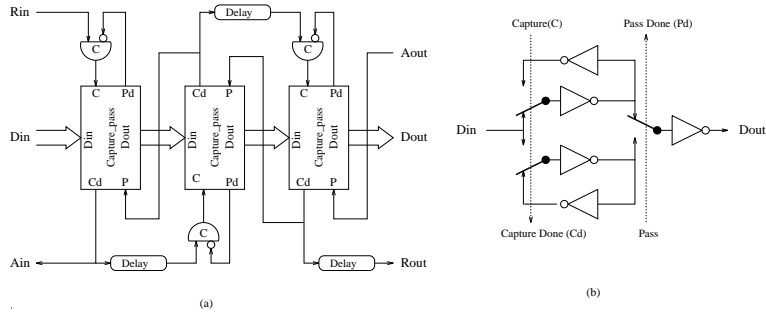 Rin
Delay
Capture(C)
Pass Done (Pd)
C
C
Aout
C
Pd
Cd
P
C
Pd
Din
Din
Capture_pass
Dout
Din
Capture_pass
Dout
Din
Capture_pass
Dout
Dout
Din
Dout
Cd
P
C
Pd
Cd
P
C
Capture Done (Cd)
Pass
Ain
Delay
Delay
Rout
(a)
(b)